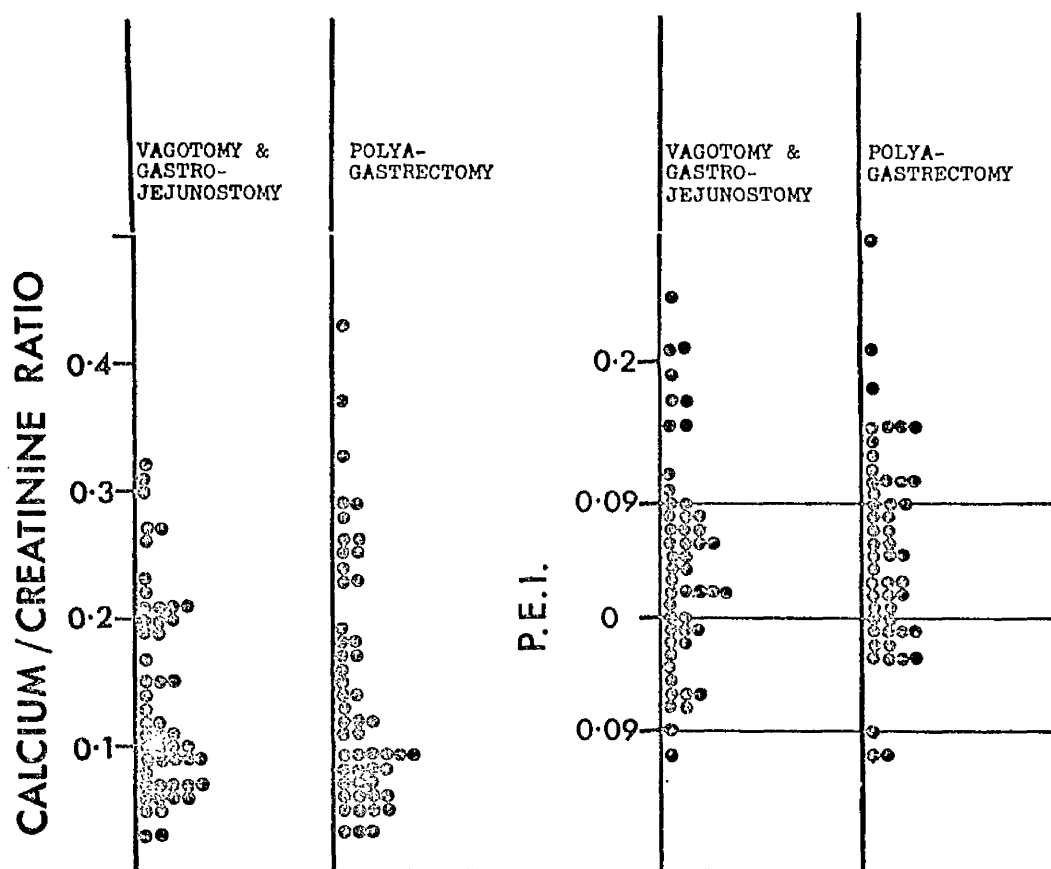 VAGOTOMY &
GASTRO-
JEJUNOSTOMY
POLYA-
GASTRECTOMY
VAGOTOMY &
GASTRO-
JEJUNOSTOMY
POLYA-
GASTRECTOMY
CALCIUM/CREATININE RATIO
0·4
0·3
0·2
0·1
P.E.I.
0·2
0·09
0
0·09